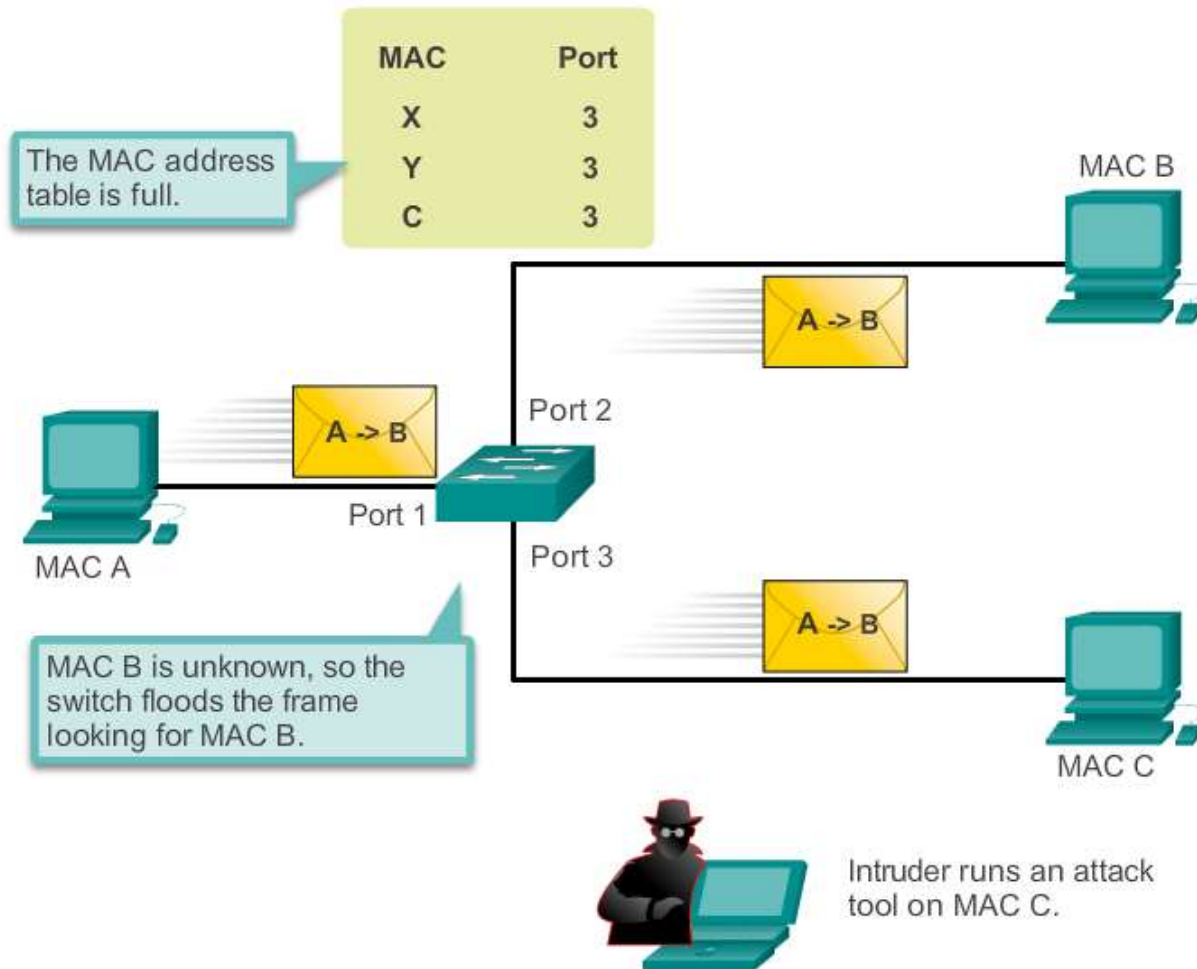 MAC Port
X 3
Y 3
C 3
The MAC address
table is full.
MAC B
A -> B
Port 2
A -> B
Port 1
MAC A
Port 3
A -> B
MAC B is unknown, so the
switch floods the frame
looking for MAC B.
MAC C
Intruder runs an attack
tool on MAC C.